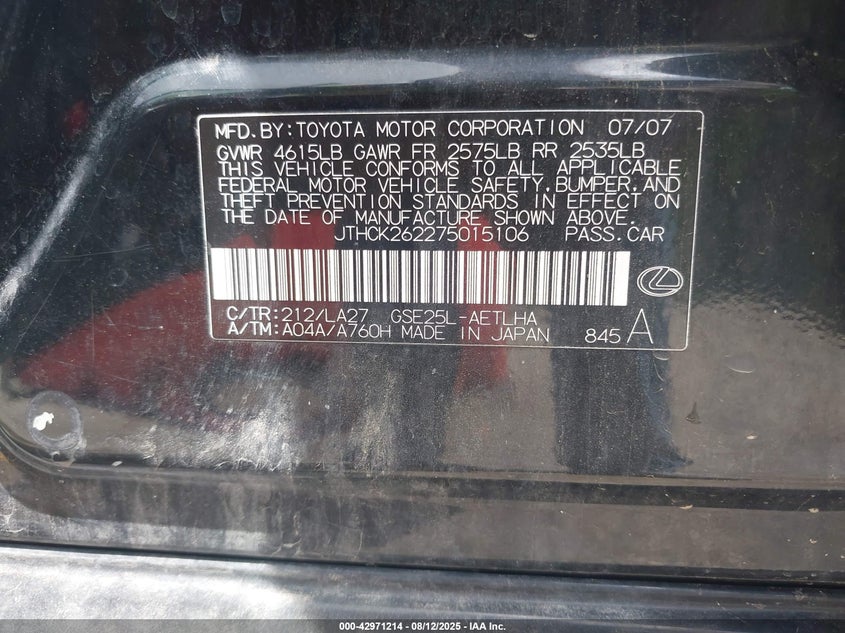 MFD.BY:TOYOTA MOTOR CORPORATION 07/07
GVWR 4615LB GAWR FR 2575LB RR 2535LB
THIS VEHICLE CONFORMS TO ALL APPLICABLE
FEDERAL MOTOR VEHICLE SAFETY,BUMPER,AND
THEFT PREVENTION STANDARDS IN EFFECT ON
THE DATE OF MANUFACTURE SHOWN ABOVE.
JTHCK262275015106 PASS.CAR
C/TR:212/LA27 GSE25L-AETLHA
A/TM:A04A/A760H MADE IN JAPAN 845 A
000-42971214 - 08/12/2025 - IAA Inc.